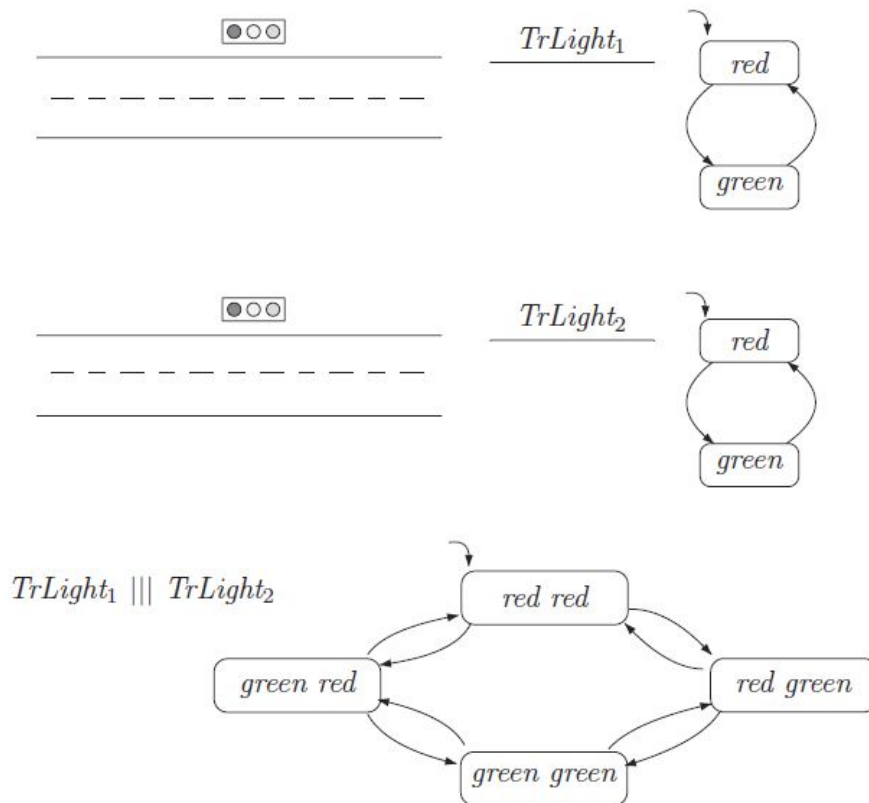 TrLight₁
red
green
TrLight₂
red
green
TrLight₁ ||| TrLight₂
red red
green red
red green
green green